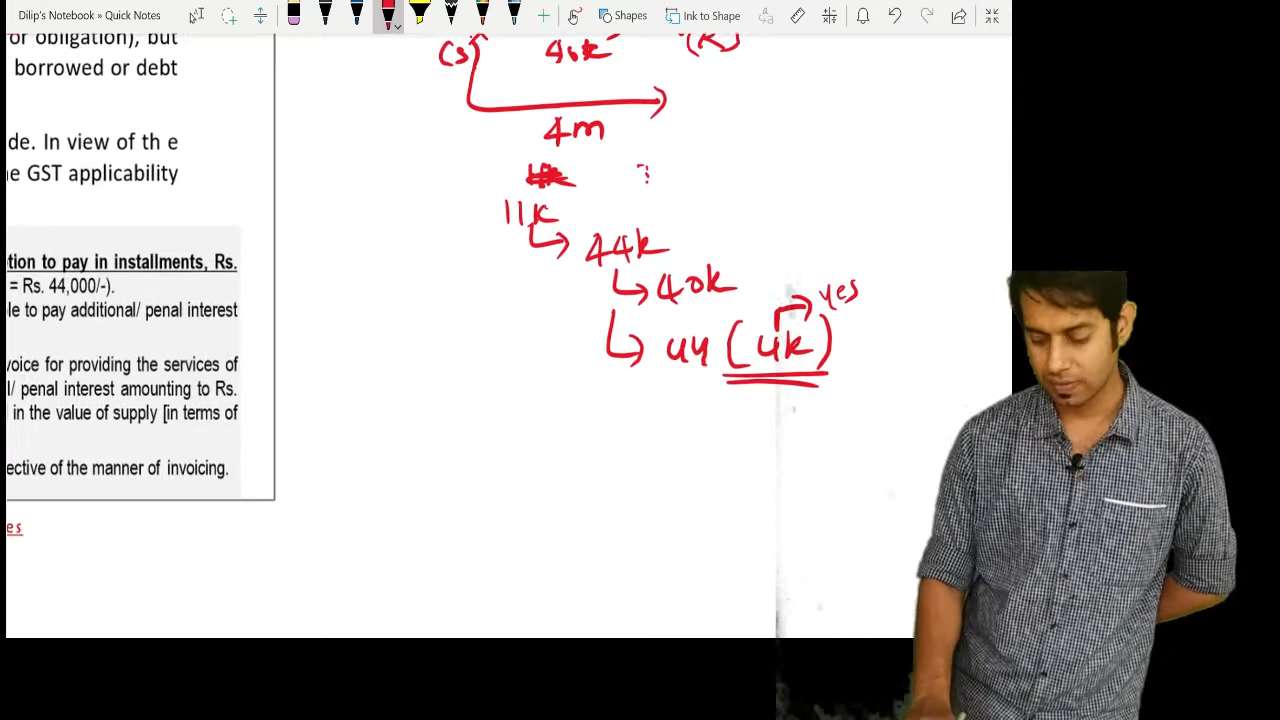 Dilip's Notebook » Quick Notes
Shapes
Ink to Shape
or obligation), but
borrowed or debt
de. In view of th e
e GST applicability
tion to pay in installments, Rs.
= Rs. 44,000/-).
le to pay additional/ penal interest
voice for providing the services of
l/ penal interest amounting to Rs.
in the value of supply [in terms of
ective of the manner of invoicing.
es
(S)
40k
(R)
4m
11k
44k
40k
yes
44 (4k)